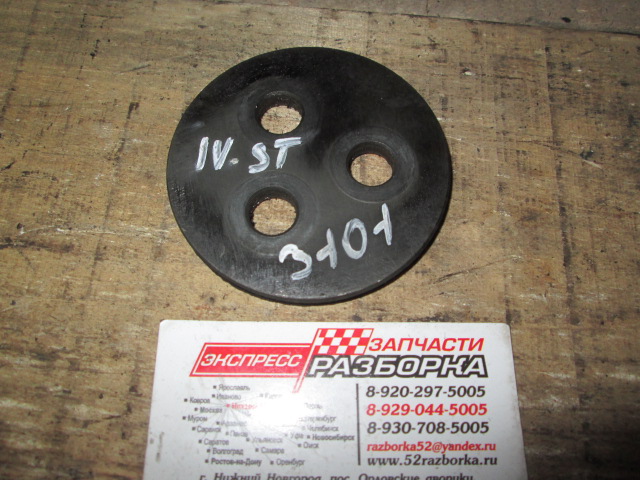 IV. ST
3101
ЭКСПРЕСС
ЗАПЧАСТИ
РАЗБОРКА
8-920-297-5005
8-929-044-5005
8-930-708-5005
razborka52@yandex.ru
www.52razborka.ru
Ярославль
Ковров Иваново
Москва
Муром
Саранск Пенза Ульяновск Уфа Новосибирск
Челябинск
Саратов Омск
Волгоград Самара
Ростов-на-Дону Оренбург
г. Нижний Новгород, пос. Орловские дворики